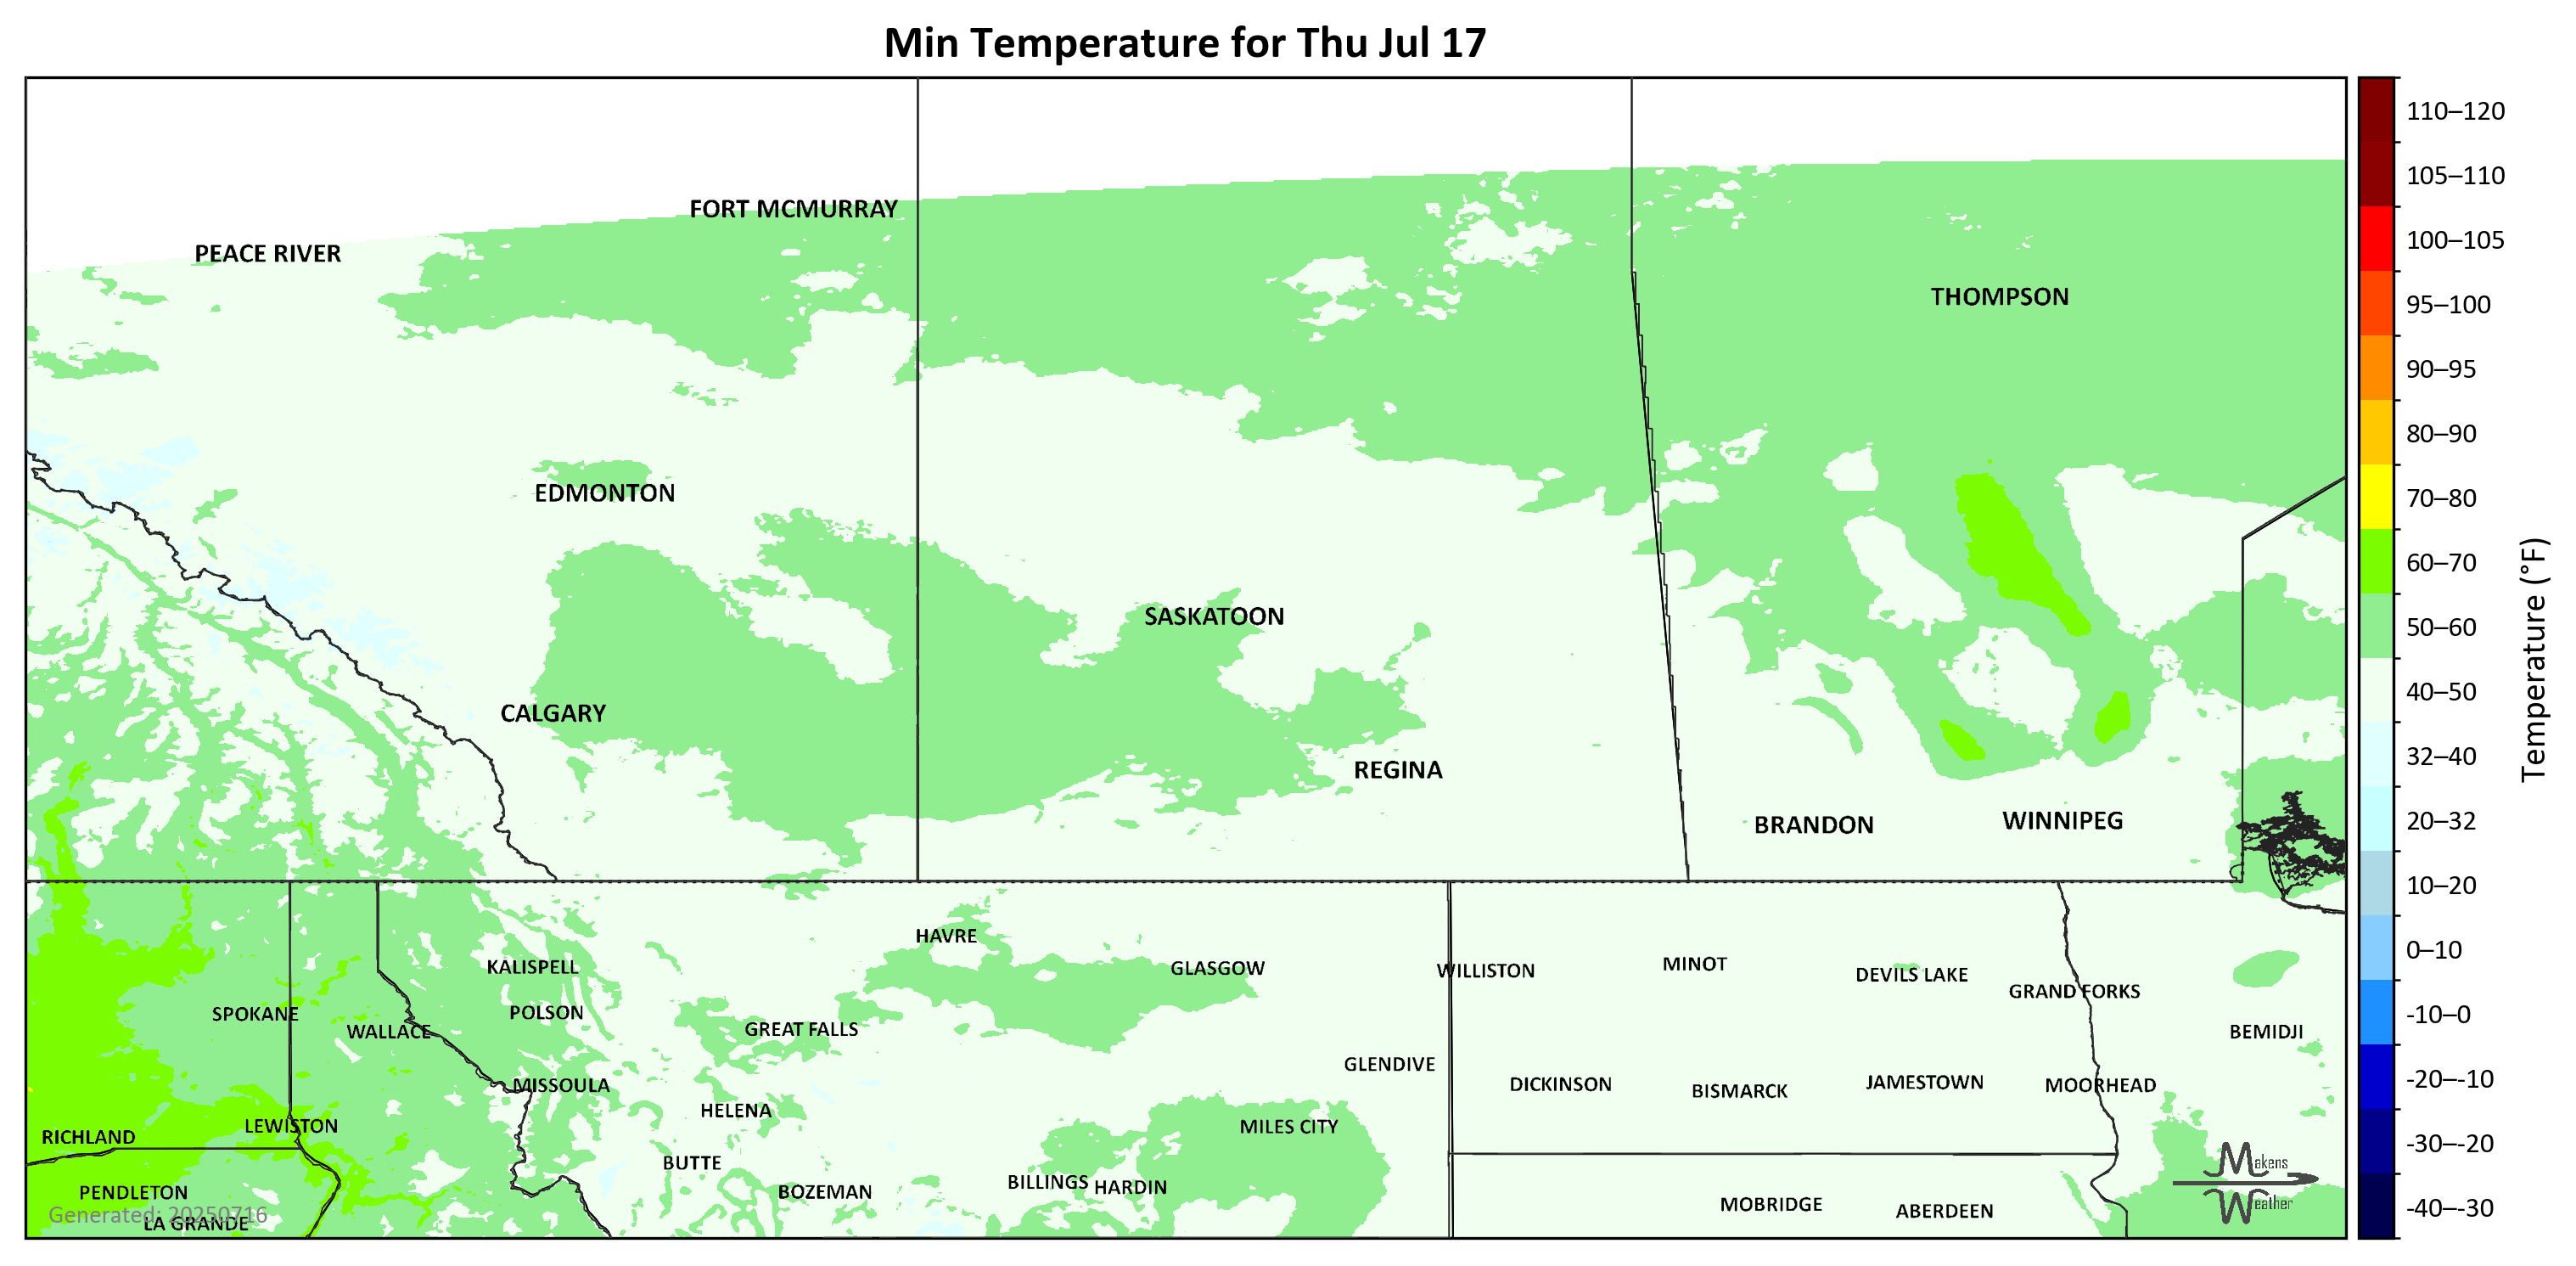 Min Temperature for Thu Jul 17
FORT MCMURRAY
PEACE RIVER
THOMPSON
EDMONTON
SASKATOON
CALGARY
REGINA
BRANDON
WINNIPEG
HAVRE
KALISPELL
GLASGOW
WILLISTON
MINOT
DEVILS LAKE
GRAND FORKS
SPOKANE
POLSON
WALLACE
GREAT FALLS
BEMIDJI
GLENDIVE
MISSOULA
DICKINSON
BISMARCK
JAMESTOWN
MOORHEAD
HELENA
LEWISTON
MILES CITY
RICHLAND
BUTTE
BILLINGS
HARDIN
PENDLETON
BOZEMAN
MOBRIDGE
ABERDEEN
Generated: 20250716
LA GRANDE
Makens
Weather
110–120
105–110
100–105
95–100
90–95
80–90
70–80
60–70
50–60
40–50
32–40
20–32
10–20
0–10
-10–0
-20–-10
-30–-20
-40–-30
Temperature (°F)